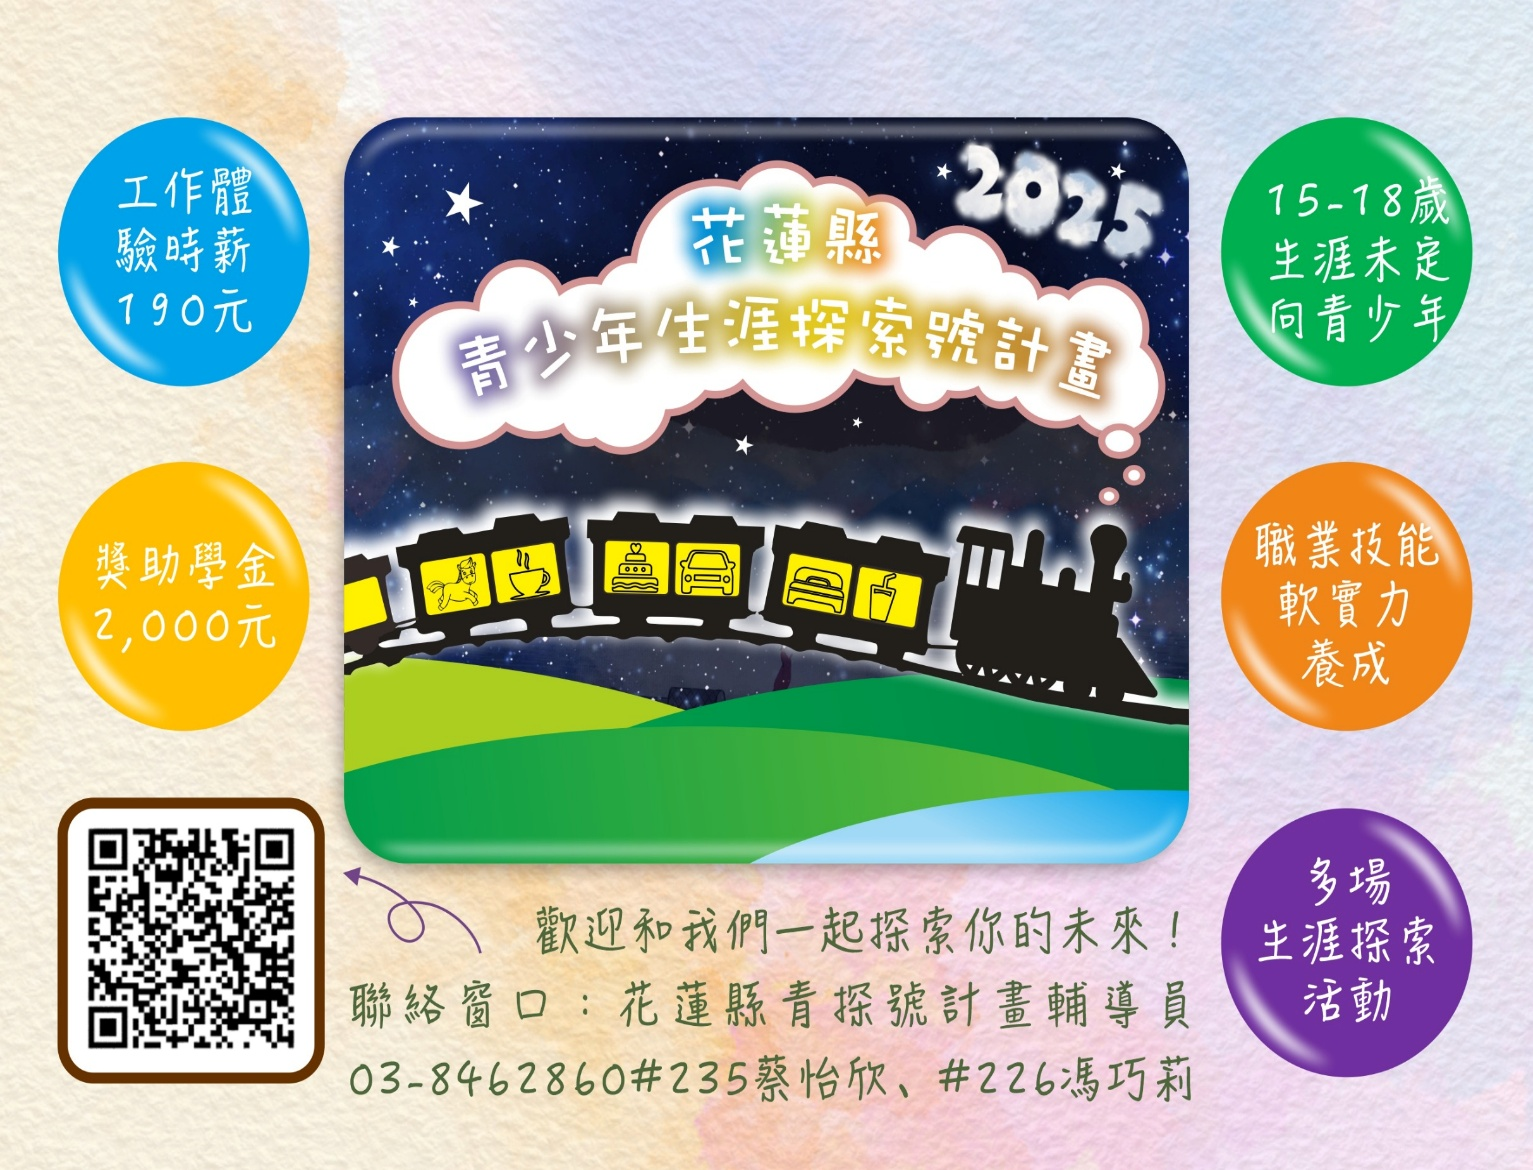 2025
花蓮縣
青少年生涯探索號計畫
工作體
驗時薪
190元
獎助學金
2,000元
15-18歲
生涯未定
向青少年
職業技能
軟實力
養成
多場
生涯探索
活動
歡迎和我們一起探索你的未來！
聯絡窗口：花蓮縣青探號計畫輔導員
03-8462860#235蔡怡欣、#226馮巧莉